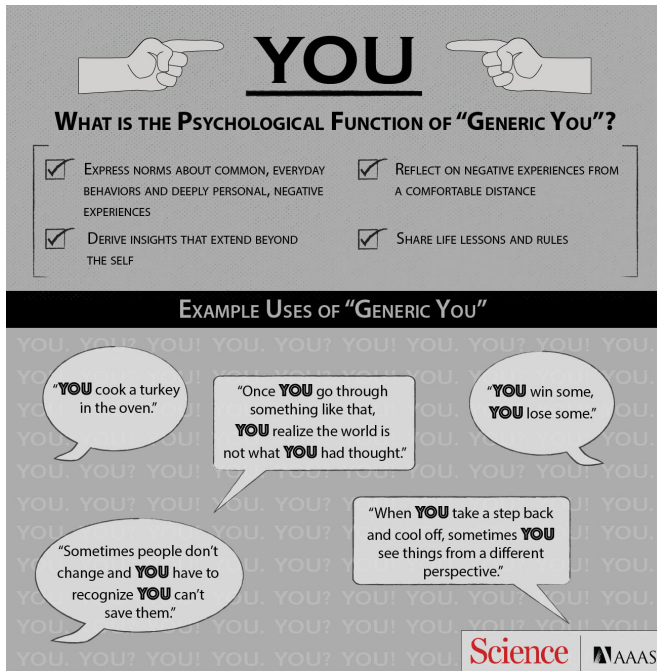 YOU
WHAT IS THE PSYCHOLOGICAL FUNCTION OF “GENERIC YOU”?
EXPRESS NORMS ABOUT COMMON, EVERYDAY
BEHAVIORS AND DEEPLY PERSONAL, NEGATIVE
EXPERIENCES
DERIVE INSIGHTS THAT EXTEND BEYOND
THE SELF
REFLECT ON NEGATIVE EXPERIENCES FROM
A COMFORTABLE DISTANCE
SHARE LIFE LESSONS AND RULES
EXAMPLE USES OF “GENERIC YOU”
“YOU cook a turkey
in the oven.”
“Once YOU go through
something like that,
YOU realize the world is
not what YOU had thought.”
“YOU win some,
YOU lose some.”
“Sometimes people don’t
change and YOU have to
recognize YOU can’t
save them.”
“When YOU take a step back
and cool off, sometimes YOU
see things from a different
perspective.”
Science
AAAS